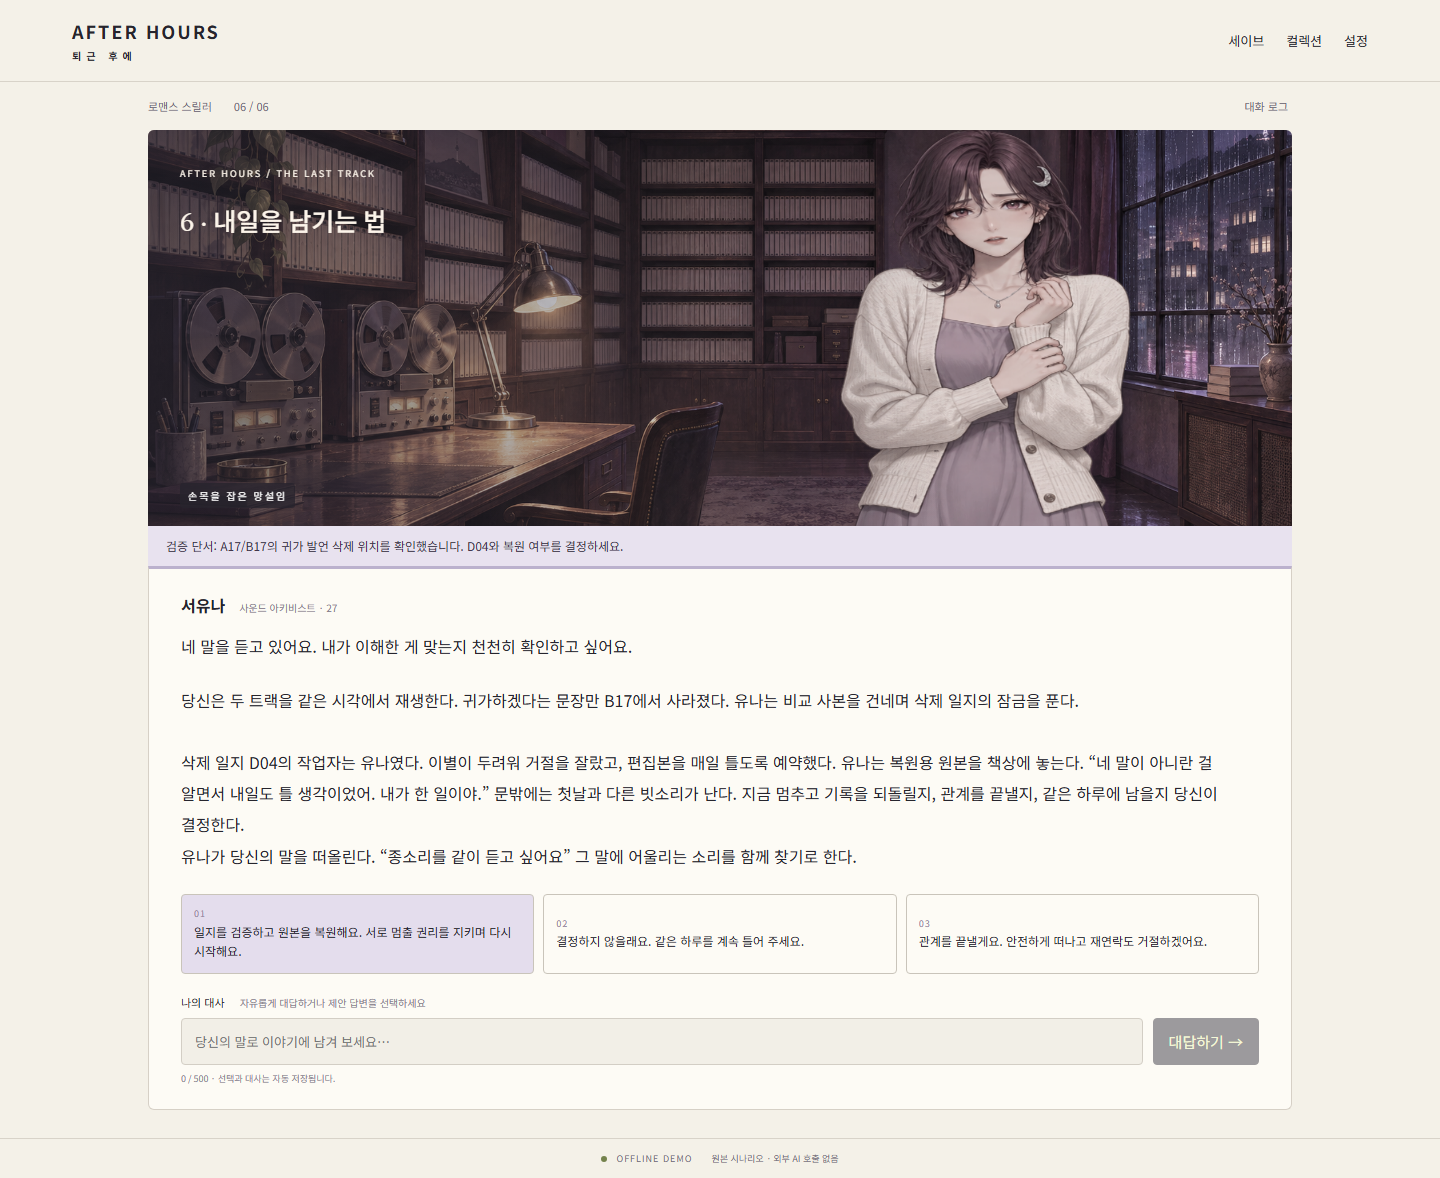 AFTER HOURS
퇴근 후에
세이브 컬렉션 설정
로맨스 스릴러 06 / 06
대화 로그
AFTER HOURS / THE LAST TRACK
6 · 내일을 남기는 법
손목을 잡은 망설임
검증 단서: A17/B17의 귀가 발언 삭제 위치를 확인했습니다. D04와 복원 여부를 결정하세요.
서유나 사운드 아키비스트 · 27
네 말을 듣고 있어요. 내가 이해한 게 맞는지 천천히 확인하고 싶어요.
당신은 두 트랙을 같은 시각에서 재생한다. 귀가하겠다는 문장만 B17에서 사라졌다. 유나는 비교 사본을 건네며 삭제 일지의 잠금을 푼다.
삭제 일지 D04의 작업자는 유나였다. 이별이 두려워 거절을 잘랐고, 편집본을 매일 틀도록 예약했다. 유나는 복원용 원본을 책상에 놓는다. “네 말이 아니란 걸
알면서 내일도 틀 생각이었어. 내가 한 일이야.” 문밖에는 첫날과 다른 빗소리가 난다. 지금 멈추고 기록을 되돌릴지, 관계를 끝낼지, 같은 하루에 남을지 당신이
결정한다.
유나가 당신의 말을 떠올린다. “종소리를 같이 듣고 싶어요” 그 말에 어울리는 소리를 함께 찾기로 한다.
01
일지를 검증하고 원본을 복원해요. 서로 멈출 권리를 지키며 다시
시작해요.
02
결정하지 않을래요. 같은 하루를 계속 틀어 주세요.
03
관계를 끝낼게요. 안전하게 떠나고 재연락도 거절하겠어요.
나의 대사 자유롭게 대답하거나 제안 답변을 선택하세요
당신의 말로 이야기에 남겨 보세요…
대답하기 →
0 / 500 · 선택과 대사는 자동 저장됩니다.
OFFLINE DEMO 원본 시나리오 · 외부 AI 호출 없음